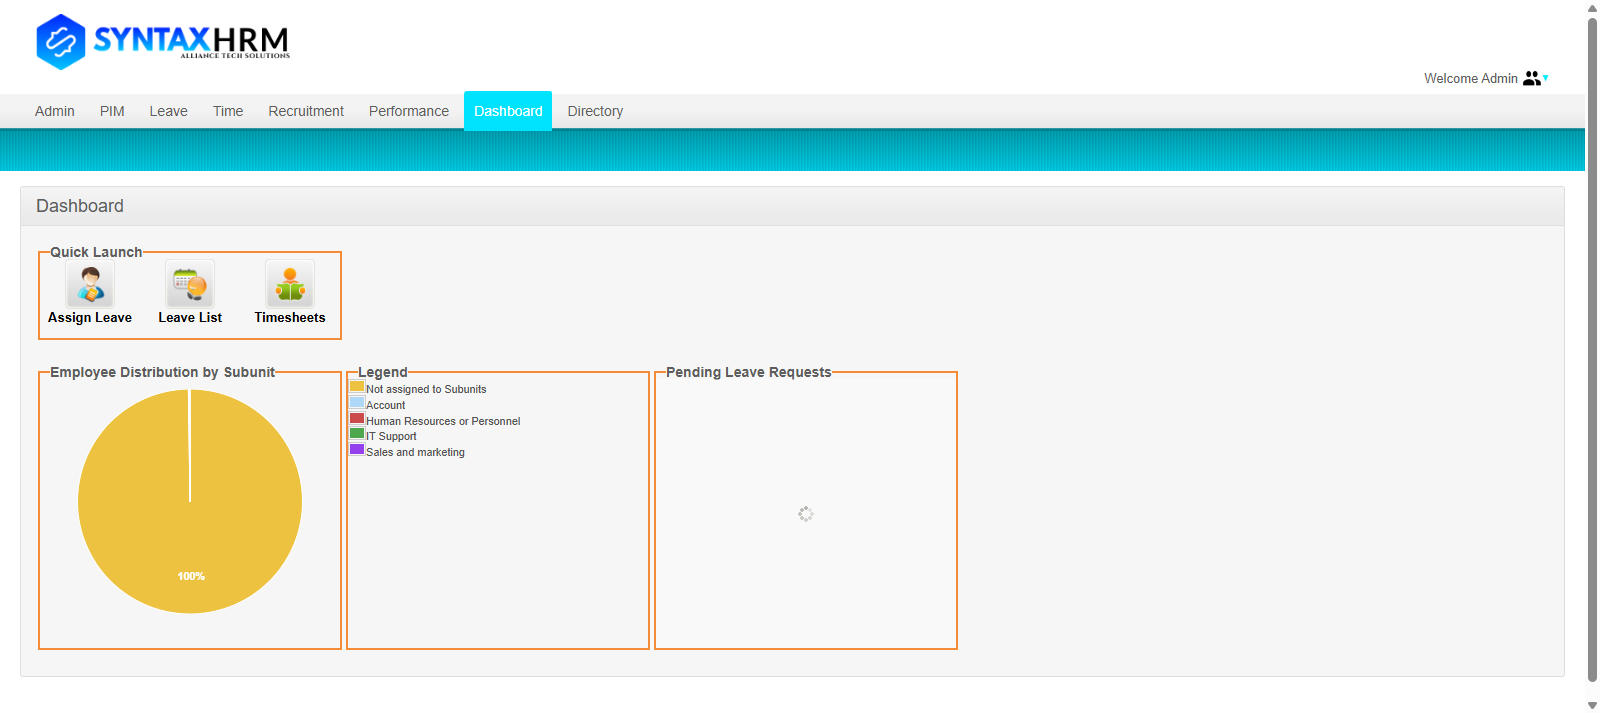 SYNTAXHRM
ALLIANCE TECH SOLUTIONS
Welcome Admin
Admin PIM Leave Time Recruitment Performance Dashboard Directory
Dashboard
Quick Launch
Assign Leave Leave List Timesheets
Employee Distribution by Subunit
100%
Legend
Not assigned to Subunits
Account
Human Resources or Personnel
IT Support
Sales and marketing
Pending Leave Requests